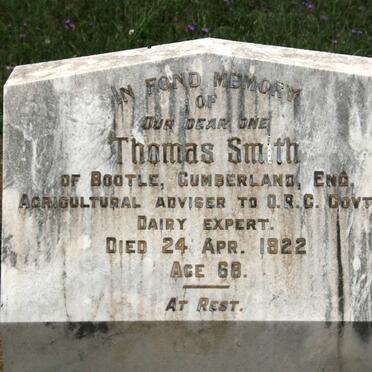 IN FOND MEMORY
OF
OUR DEAR ONE
THOMAS SMITH
OF BOOTLE, CUMBERLAND, ENG.
AGRICULTURAL ADVISER TO O.R.C. GOVT
DAIRY EXPERT.
DIED 24 APR. 1922
AGE 68.
AT REST.